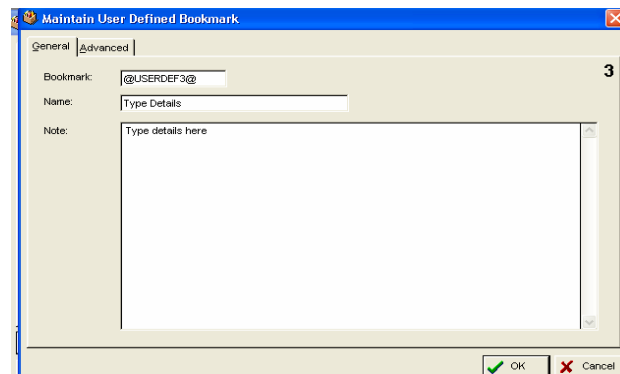 Maintain User Defined Bookmark
General Advanced
3
Bookmark: @USERDEF3@
Name: Type Details
Note: Type details here
OK Cancel